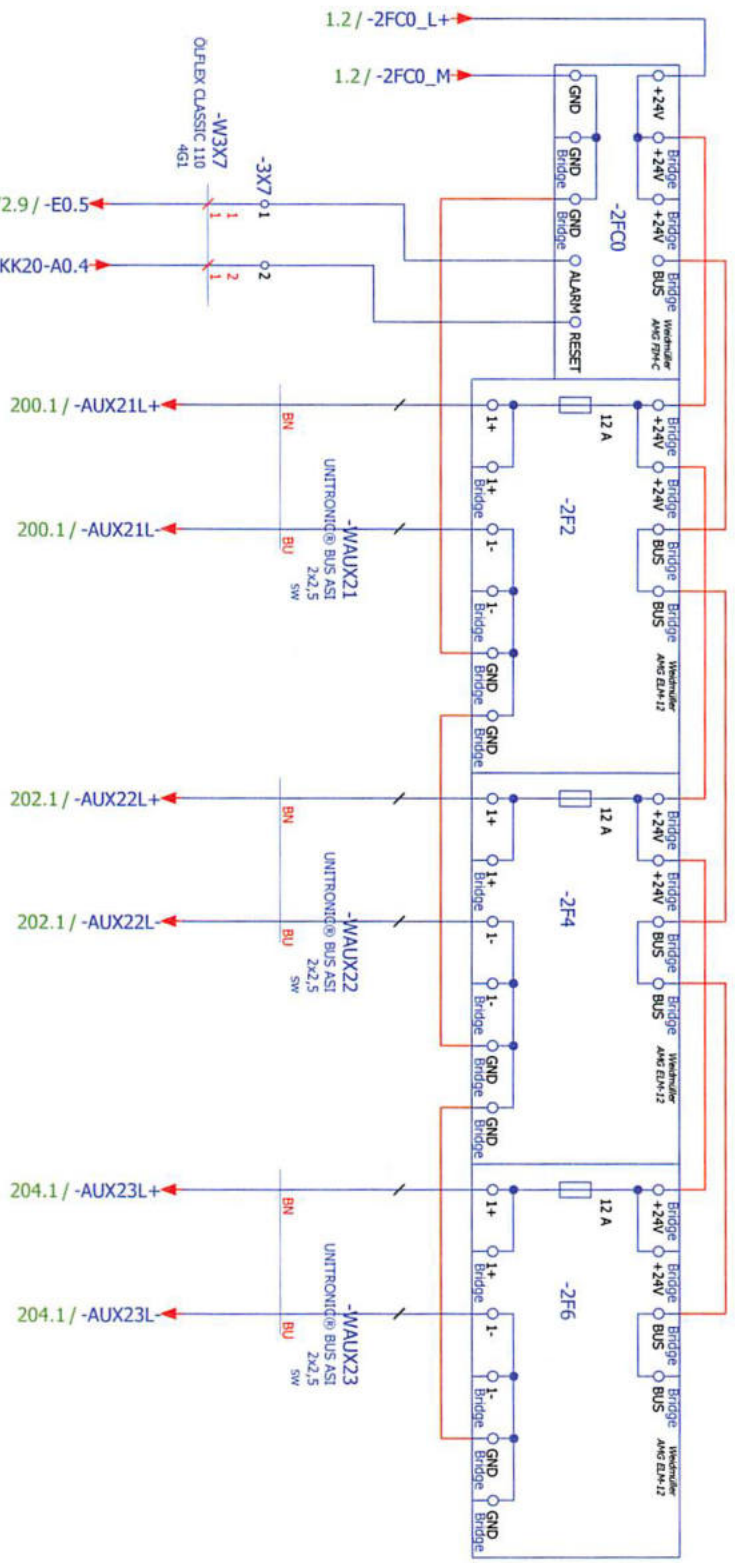 1.2 / -2FC0_L+
1.2 / -2FC0_M
+24V
Bridge
+24V
Bridge
+24V
Bridge
BUS
Bridge
Weidmüller
AMG FIM-C
-2FC0
GND
GND
Bridge
GND
Bridge
ALARM
RESET
-3X7
1
2
-W3X7
ÖLFLEX CLASSIC 110
4G1
1
1
2
1
2.9 / -E0.5
KK20-A0.4
+24V
Bridge
+24V
Bridge
BUS
Bridge
BUS
Bridge
Weidmüller
AMG ELM-12
12 A
-2F2
1+
1+
Bridge
1-
1-
Bridge
GND
Bridge
GND
Bridge
-WAUX21
UNITRONIC® BUS ASI
2x2,5
SW
BN
BU
200.1 / -AUX21L+
200.1 / -AUX21L-
+24V
Bridge
+24V
Bridge
BUS
Bridge
BUS
Bridge
Weidmüller
AMG ELM-12
12 A
-2F4
1+
1+
Bridge
1-
1-
Bridge
GND
Bridge
GND
Bridge
-WAUX22
UNITRONIC® BUS ASI
2x2,5
SW
BN
BU
202.1 / -AUX22L+
202.1 / -AUX22L-
+24V
Bridge
+24V
Bridge
BUS
Bridge
BUS
Bridge
Weidmüller
AMG ELM-12
12 A
-2F6
1+
1+
Bridge
1-
1-
Bridge
GND
Bridge
GND
Bridge
-WAUX23
UNITRONIC® BUS ASI
2x2,5
SW
BN
BU
204.1 / -AUX23L+
204.1 / -AUX23L-